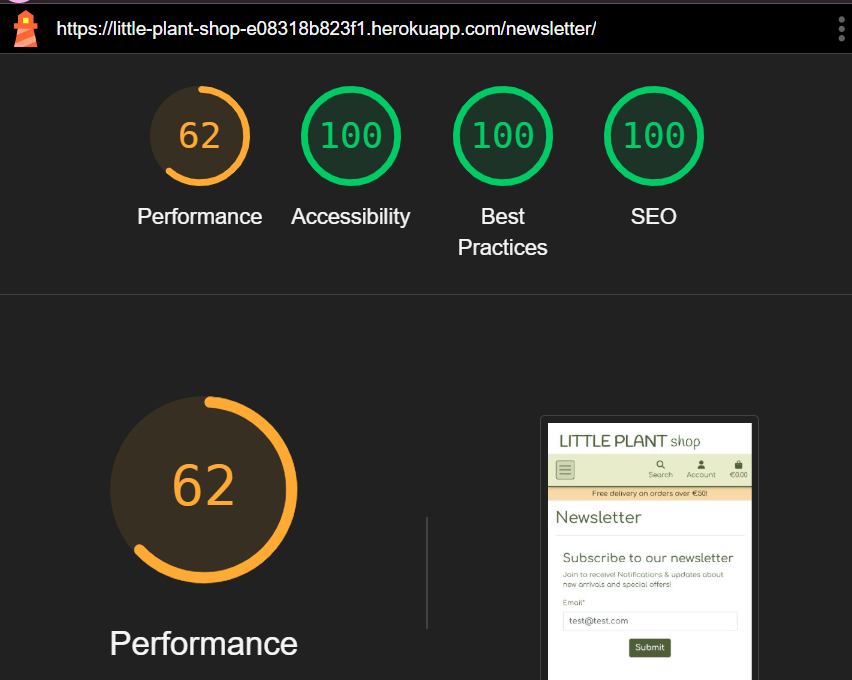 https://little-plant-shop-e08318b823f1.herokuapp.com/newsletter/
62 100 100 100
Performance Accessibility Best Practices SEO
62
Performance
LITTLE PLANT shop
Search Account €0.00
Free delivery on orders over €50!
Newsletter
Subscribe to our newsletter
Join to receive! Notifications & updates about
new arrivals and special offers!
Email*
test@test.com
Submit